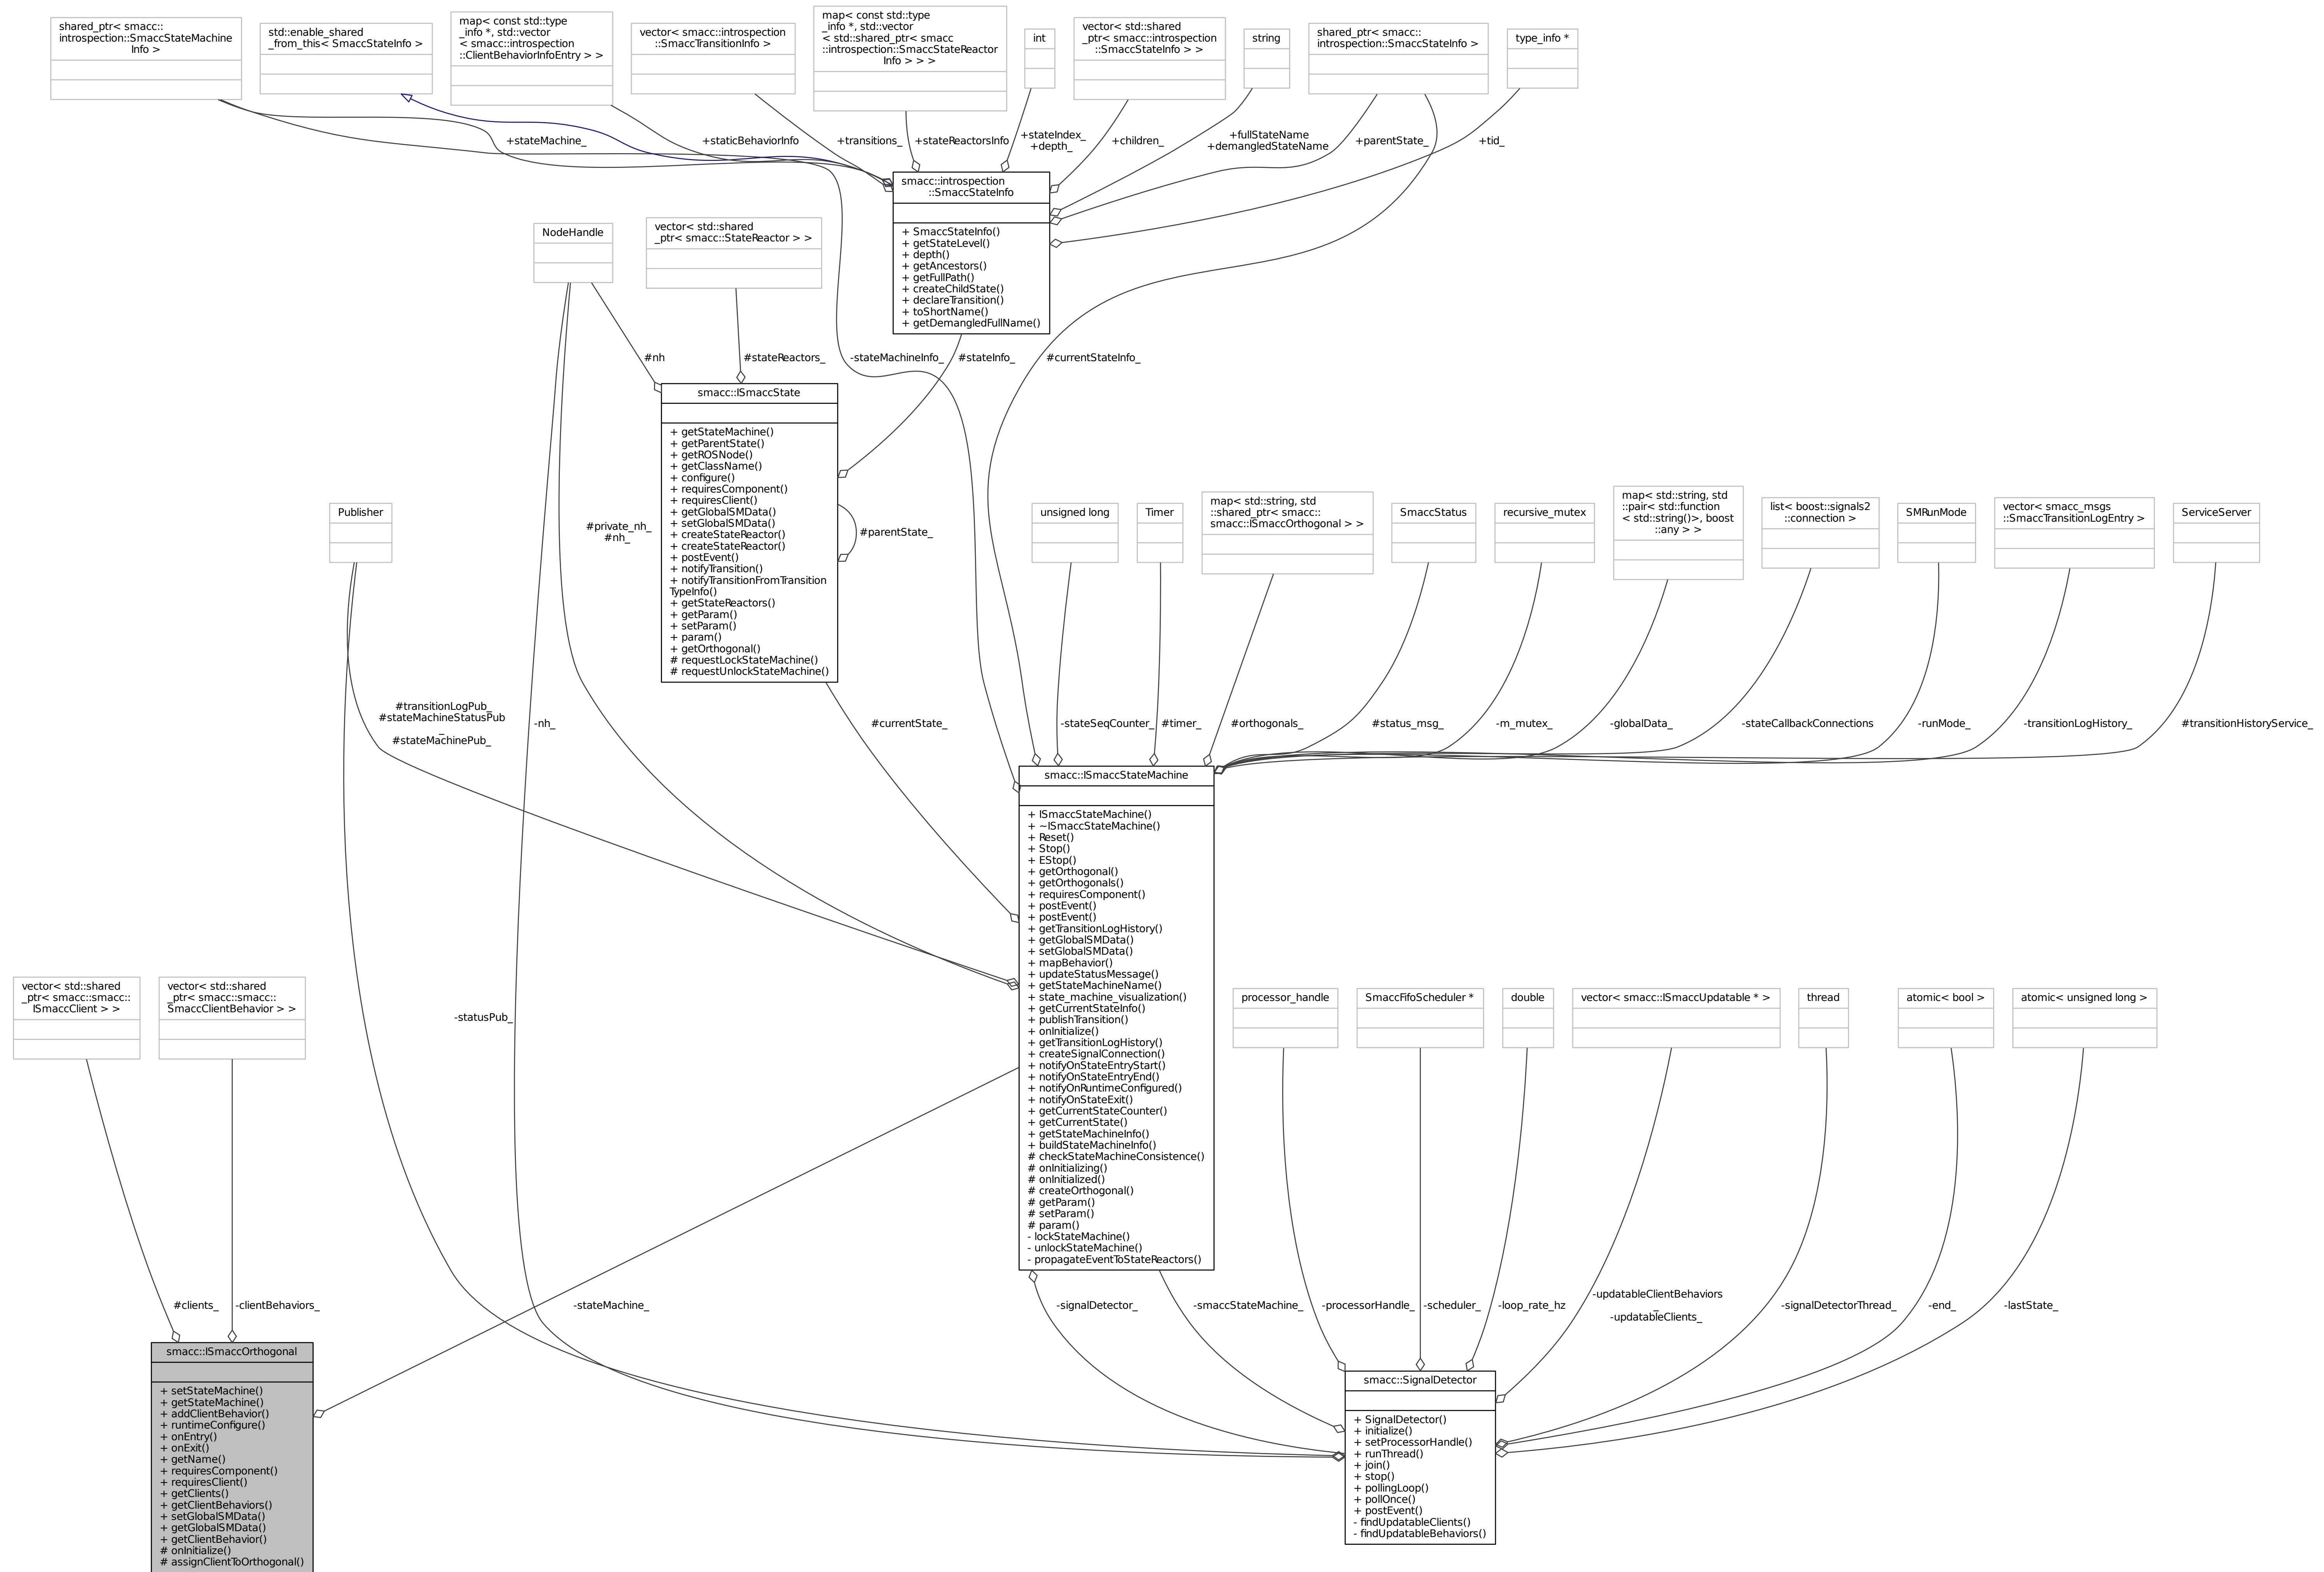 shared_ptr< smacc::
introspection::SmaccStateMachine
Info >
std::enable_shared
_from_this< SmaccStateInfo >
map< const std::type
_info *, std::vector
< smacc::introspection
::ClientBehaviorInfoEntry > >
vector< smacc::introspection
::SmaccTransitionInfo >
map< const std::type
_info *, std::vector
< std::shared_ptr< smacc
::introspection::SmaccStateReactor
Info > > >
int
vector< std::shared
_ptr< smacc::introspection
::SmaccStateInfo > >
string
shared_ptr< smacc::
introspection::SmaccStateInfo >
type_info *
+stateMachine_
+staticBehaviorInfo
+transitions_
+stateReactorsInfo
+stateIndex_
+depth_
+children_
+fullStateName
+demangledStateName
+parentState_
+tid_
smacc::introspection
::SmaccStateInfo
+ SmaccStateInfo()
+ getStateLevel()
+ depth()
+ getAncestors()
+ getFullPath()
+ createChildState()
+ declareTransition()
+ toShortName()
+ getDemangledFullName()
NodeHandle
vector< std::shared
_ptr< smacc::StateReactor > >
#nh
#stateReactors_
-stateMachineInfo_
#stateInfo_
#currentStateInfo_
smacc::ISmaccState
+ getStateMachine()
+ getParentState()
+ getROSNode()
+ getClassName()
+ configure()
+ requiresComponent()
+ requiresClient()
+ getGlobalSMData()
+ setGlobalSMData()
+ createStateReactor()
+ createStateReactor()
+ postEvent()
+ notifyTransition()
+ notifyTransitionFromTransition
TypeInfo()
+ getStateReactors()
+ getParam()
+ setParam()
+ param()
+ getOrthogonal()
# requestLockStateMachine()
# requestUnlockStateMachine()
#parentState_
#private_nh_
#nh_
Publisher
unsigned long
Timer
map< std::string, std
::shared_ptr< smacc::
smacc::ISmaccOrthogonal > >
SmaccStatus
recursive_mutex
map< std::string, std
::pair< std::function
< std::string()>, boost
::any > >
list< boost::signals2
::connection >
SMRunMode
vector< smacc_msgs
::SmaccTransitionLogEntry >
ServiceServer
#transitionLogPub_
#stateMachineStatusPub
_
#stateMachinePub_
-nh_
#currentState_
-stateSeqCounter_
#timer_
#orthogonals_
#status_msg_
-m_mutex_
-globalData_
-stateCallbackConnections
-runMode_
-transitionLogHistory_
#transitionHistoryService_
smacc::ISmaccStateMachine
+ ISmaccStateMachine()
+ ~ISmaccStateMachine()
+ Reset()
+ Stop()
+ EStop()
+ getOrthogonal()
+ getOrthogonals()
+ requiresComponent()
+ postEvent()
+ postEvent()
+ getTransitionLogHistory()
+ getGlobalSMData()
+ setGlobalSMData()
+ mapBehavior()
+ updateStatusMessage()
+ getStateMachineName()
+ state_machine_visualization()
+ getCurrentStateInfo()
+ publishTransition()
+ onInitialize()
+ getTransitionLogHistory()
+ createSignalConnection()
+ notifyOnStateEntryStart()
+ notifyOnStateEntryEnd()
+ notifyOnRuntimeConfigured()
+ notifyOnStateExit()
+ getCurrentStateCounter()
+ getCurrentState()
+ getStateMachineInfo()
+ buildStateMachineInfo()
# checkStateMachineConsistence()
# onInitializing()
# onInitialized()
# createOrthogonal()
# getParam()
# setParam()
# param()
- lockStateMachine()
- unlockStateMachine()
- propagateEventToStateReactors()
vector< std::shared
_ptr< smacc::smacc::
ISmaccClient > >
vector< std::shared
_ptr< smacc::smacc::
SmaccClientBehavior > >
-statusPub_
processor_handle
SmaccFifoScheduler *
double
vector< smacc::ISmaccUpdatable * >
thread
atomic< bool >
atomic< unsigned long >
#clients_
-clientBehaviors_
-stateMachine_
-signalDetector_
-smaccStateMachine_
-processorHandle_
-scheduler_
-loop_rate_hz
-updatableClientBehaviors
_
-updatableClients_
-signalDetectorThread_
-end_
-lastState_
smacc::ISmaccOrthogonal
+ setStateMachine()
+ getStateMachine()
+ addClientBehavior()
+ runtimeConfigure()
+ onEntry()
+ onExit()
+ getName()
+ requiresComponent()
+ requiresClient()
+ getClients()
+ getClientBehaviors()
+ setGlobalSMData()
+ getGlobalSMData()
+ getClientBehavior()
# onInitialize()
# assignClientToOrthogonal()
smacc::SignalDetector
+ SignalDetector()
+ initialize()
+ setProcessorHandle()
+ runThread()
+ join()
+ stop()
+ pollingLoop()
+ pollOnce()
+ postEvent()
- findUpdatableClients()
- findUpdatableBehaviors()